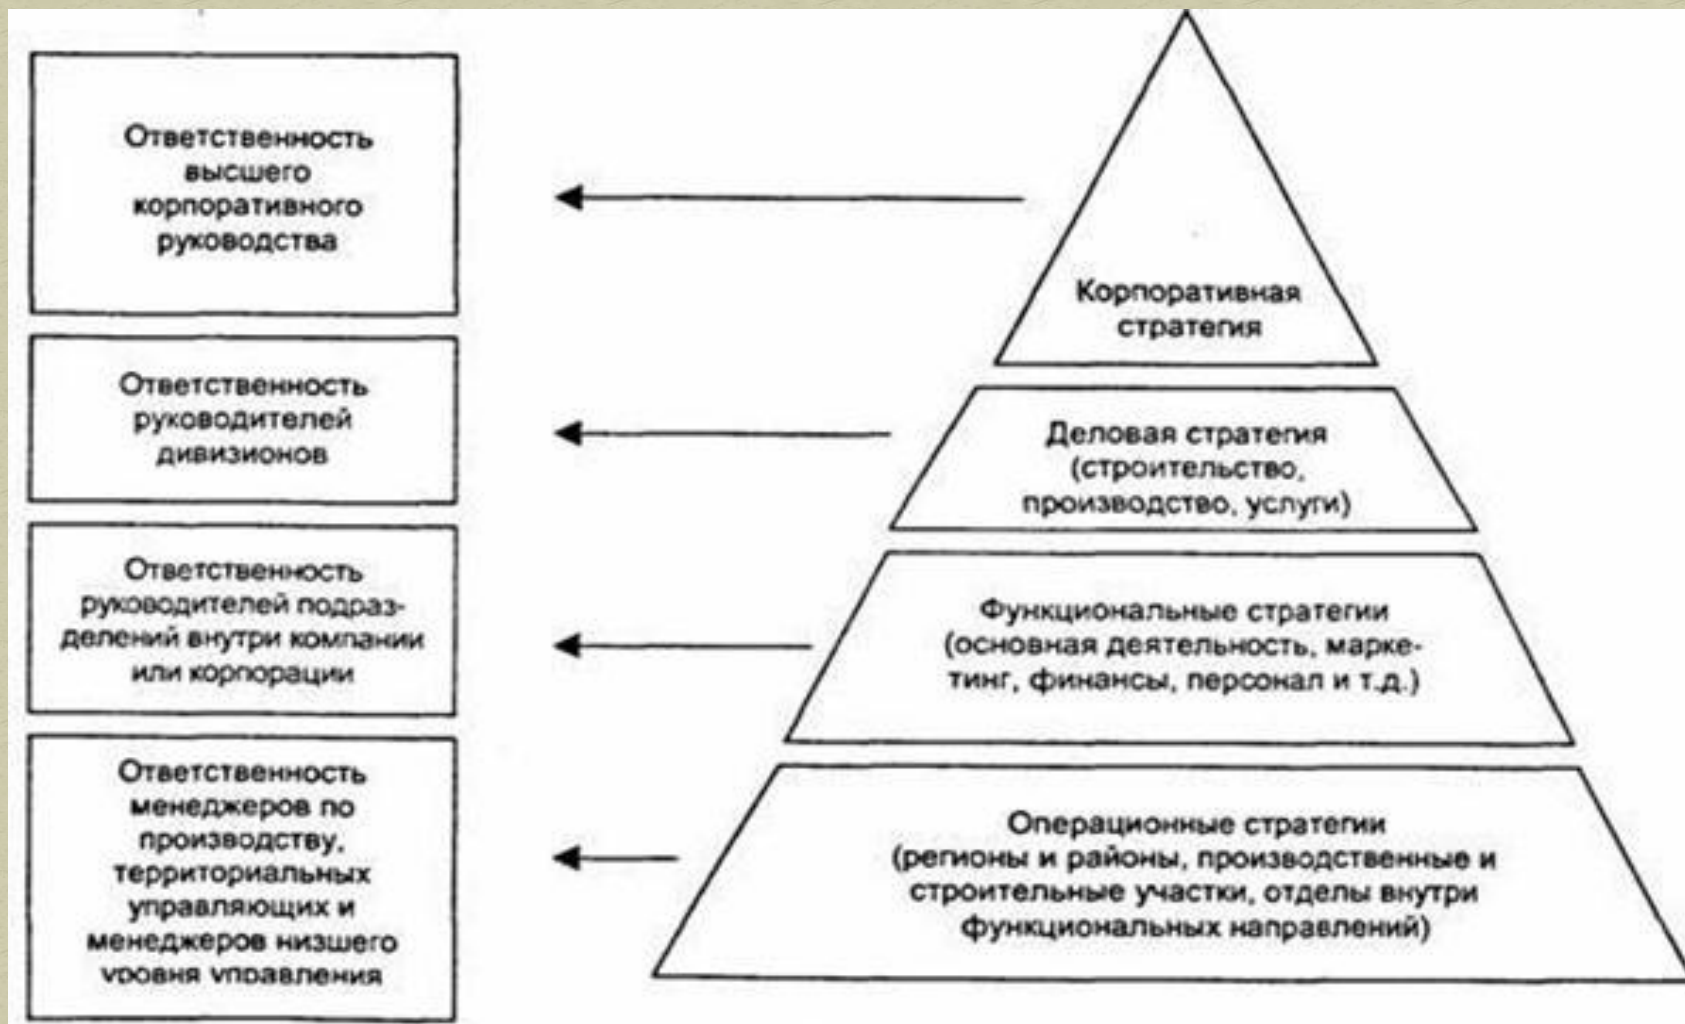 Ответственность
высшего
корпоративного
руководства
Корпоративная
стратегия
Ответственность
руководителей
дивизионов
Деловая стратегия
(строительство,
производство, услуги)
Ответственность
руководителей подраз-
делений внутри компании
или корпорации
Функциональные стратегии
(основная деятельность, марке-
тинг, финансы, персонал и т.д.)
Ответственность
менеджеров по
производству,
территориальных
управляющих и
менеджеров низшего
уровня управления
Операционные стратегии
(регионы и районы, производственные и
строительные участки, отделы внутри
функциональных направлений)